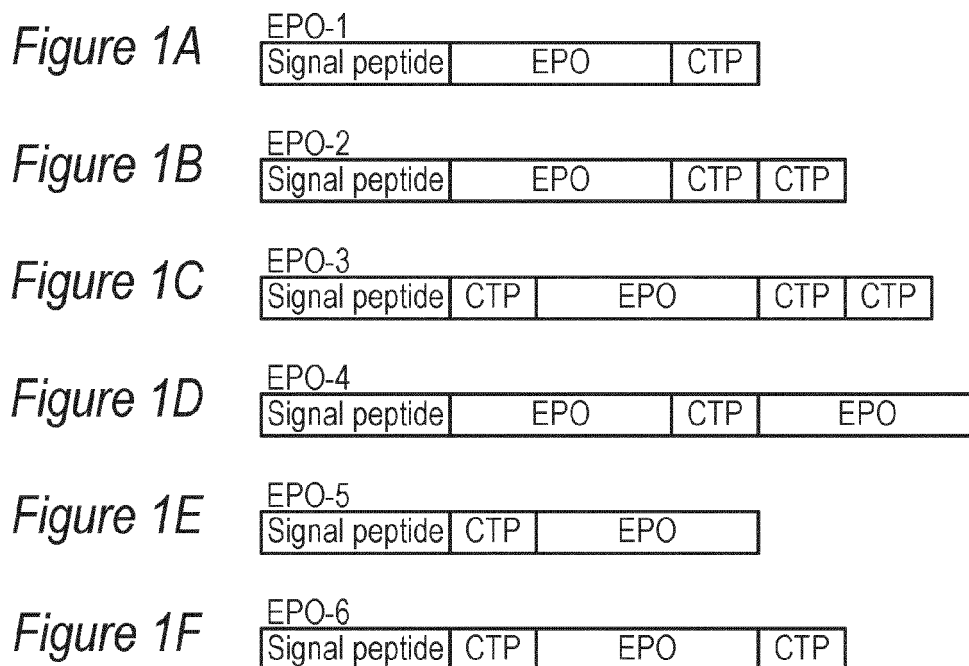 Figure 1A
EPO-1
Signal peptide EPO CTP
Figure 1B
EPO-2
Signal peptide EPO CTP CTP
Figure 1C
EPO-3
Signal peptide CTP EPO CTP CTP
Figure 1D
EPO-4
Signal peptide EPO CTP EPO
Figure 1E
EPO-5
Signal peptide CTP EPO
Figure 1F
EPO-6
Signal peptide CTP EPO CTP